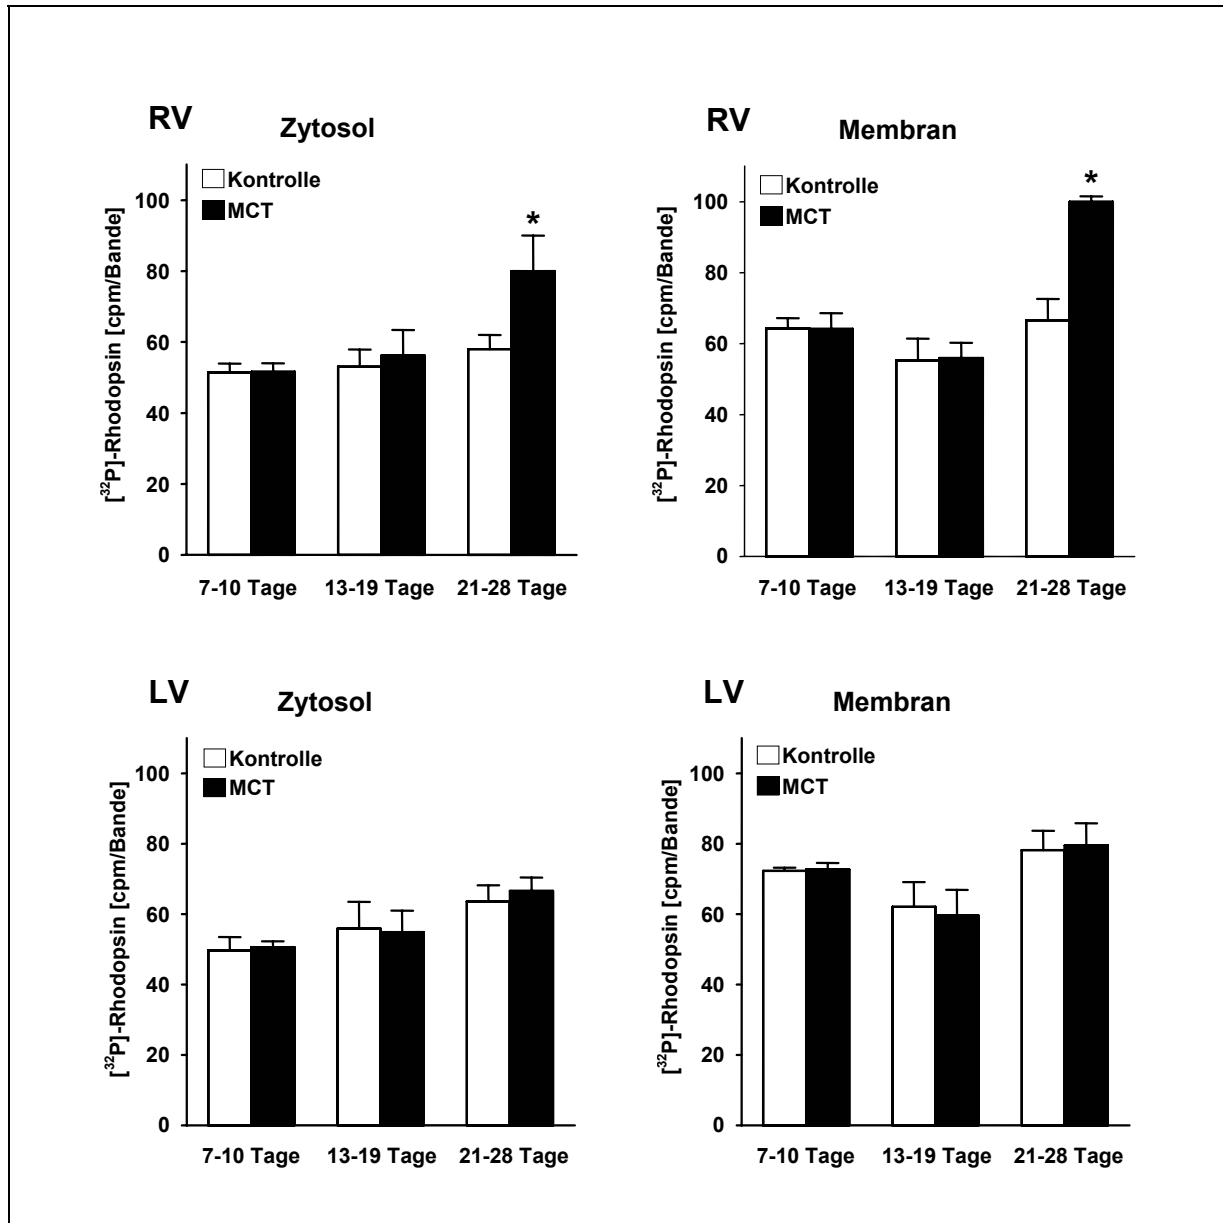 RV
Zytosol
Kontrolle
MCT
*
[³²P]-Rhodopsin [cpm/Bande]
100
80
60
40
20
0
7-10 Tage 13-19 Tage 21-28 Tage
RV
Membran
Kontrolle
MCT
*
[³²P]-Rhodopsin [cpm/Bande]
100
80
60
40
20
0
7-10 Tage 13-19 Tage 21-28 Tage
LV
Zytosol
Kontrolle
MCT
[³²P]-Rhodopsin [cpm/Bande]
100
80
60
40
20
0
7-10 Tage 13-19 Tage 21-28 Tage
LV
Membran
Kontrolle
MCT
[³²P]-Rhodopsin [cpm/Bande]
100
80
60
40
20
0
7-10 Tage 13-19 Tage 21-28 Tage